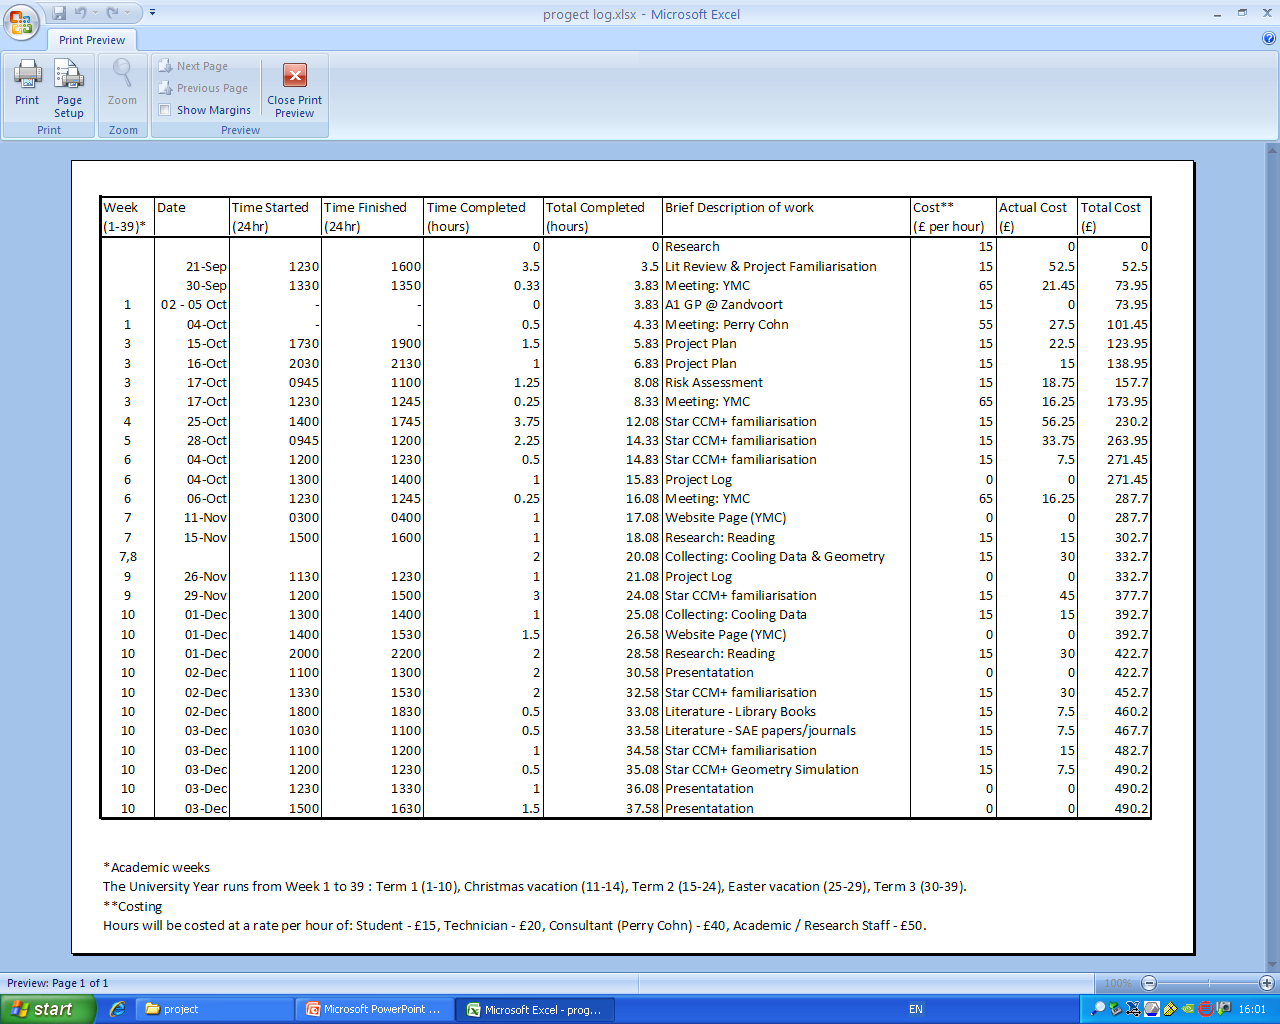 progect log.xlsx - Microsoft Excel
Print Preview
Print
Page Setup
Zoom
Next Page
Previous Page
Show Margins
Close Print Preview
Print
Zoom
Preview
Week (1-39)* Date Time Started (24hr) Time Finished (24hr) Time Completed (hours) Total Completed (hours) Brief Description of work Cost** (£ per hour) Actual Cost (£) Total Cost (£)
0 0 Research 15 0 0
21-Sep 1230 1600 3.5 3.5 Lit Review & Project Familiarisation 15 52.5 52.5
30-Sep 1330 1350 0.33 3.83 Meeting: YMC 65 21.45 73.95
1 02 - 05 Oct - - 0 3.83 A1 GP @ Zandvoort 15 0 73.95
1 04-Oct - - 0.5 4.33 Meeting: Perry Cohn 55 27.5 101.45
3 15-Oct 1730 1900 1.5 5.83 Project Plan 15 22.5 123.95
3 16-Oct 2030 2130 1 6.83 Project Plan 15 15 138.95
3 17-Oct 0945 1100 1.25 8.08 Risk Assessment 15 18.75 157.7
3 17-Oct 1230 1245 0.25 8.33 Meeting: YMC 65 16.25 173.95
4 25-Oct 1400 1745 3.75 12.08 Star CCM+ familiarisation 15 56.25 230.2
5 28-Oct 0945 1200 2.25 14.33 Star CCM+ familiarisation 15 33.75 263.95
6 04-Oct 1200 1230 0.5 14.83 Star CCM+ familiarisation 15 7.5 271.45
6 04-Oct 1300 1400 1 15.83 Project Log 0 0 271.45
6 06-Oct 1230 1245 0.25 16.08 Meeting: YMC 65 16.25 287.7
7 11-Nov 0300 0400 1 17.08 Website Page (YMC) 0 0 287.7
7 15-Nov 1500 1600 1 18.08 Research: Reading 15 15 302.7
7,8 2 20.08 Collecting: Cooling Data & Geometry 15 30 332.7
9 26-Nov 1130 1230 1 21.08 Project Log 0 0 332.7
9 29-Nov 1200 1500 3 24.08 Star CCM+ familiarisation 15 45 377.7
10 01-Dec 1300 1400 1 25.08 Collecting: Cooling Data 15 15 392.7
10 01-Dec 1400 1530 1.5 26.58 Website Page (YMC) 0 0 392.7
10 01-Dec 2000 2200 2 28.58 Research: Reading 15 30 422.7
10 02-Dec 1100 1300 2 30.58 Presentatation 0 0 422.7
10 02-Dec 1330 1530 2 32.58 Star CCM+ familiarisation 15 30 452.7
10 02-Dec 1800 1830 0.5 33.08 Literature - Library Books 15 7.5 460.2
10 03-Dec 1030 1100 0.5 33.58 Literature - SAE papers/journals 15 7.5 467.7
10 03-Dec 1100 1200 1 34.58 Star CCM+ familiarisation 15 15 482.7
10 03-Dec 1200 1230 0.5 35.08 Star CCM+ Geometry Simulation 15 7.5 490.2
10 03-Dec 1230 1330 1 36.08 Presentatation 0 0 490.2
10 03-Dec 1500 1630 1.5 37.58 Presentatation 0 0 490.2
*Academic weeks
The University Year runs from Week 1 to 39 : Term 1 (1-10), Christmas vacation (11-14), Term 2 (15-24), Easter vacation (25-29), Term 3 (30-39).
**Costing
Hours will be costed at a rate per hour of: Student - £15, Technician - £20, Consultant (Perry Cohn) - £40, Academic / Research Staff - £50.
Preview: Page 1 of 1
100%
start
project
Microsoft PowerPoint ...
Microsoft Excel - prog...
EN
16:01